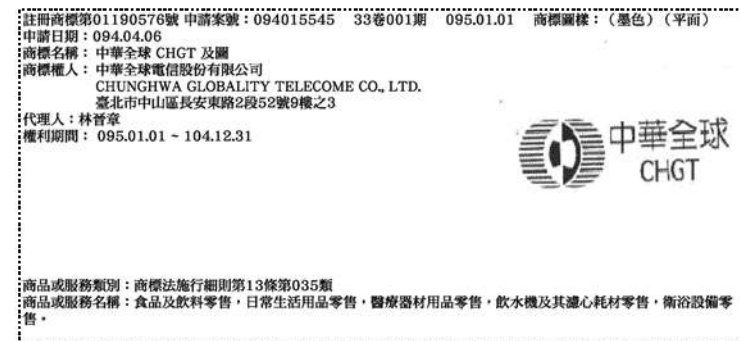 註冊商標第01190576號 申請案號：094015545 33卷001期 095.01.01 商標圖樣：（墨色）（平面）
申請日期：094.04.06
商標名稱： 中華全球 CHGT 及圖
商標權人： 中華全球電信股份有限公司
CHUNGHWA GLOBALITY TELECOME CO., LTD.
臺北市中山區長安東路2段52號9樓之3
代理人：林晉章
權利期間： 095.01.01 ~ 104.12.31
中華全球
CHGT
商品或服務類別：商標法施行細則第13條第035類
商品或服務名稱：食品及飲料零售，日常生活用品零售，醫療器材用品零售，飲水機及其濾心耗材零售，衛浴設備零
售。